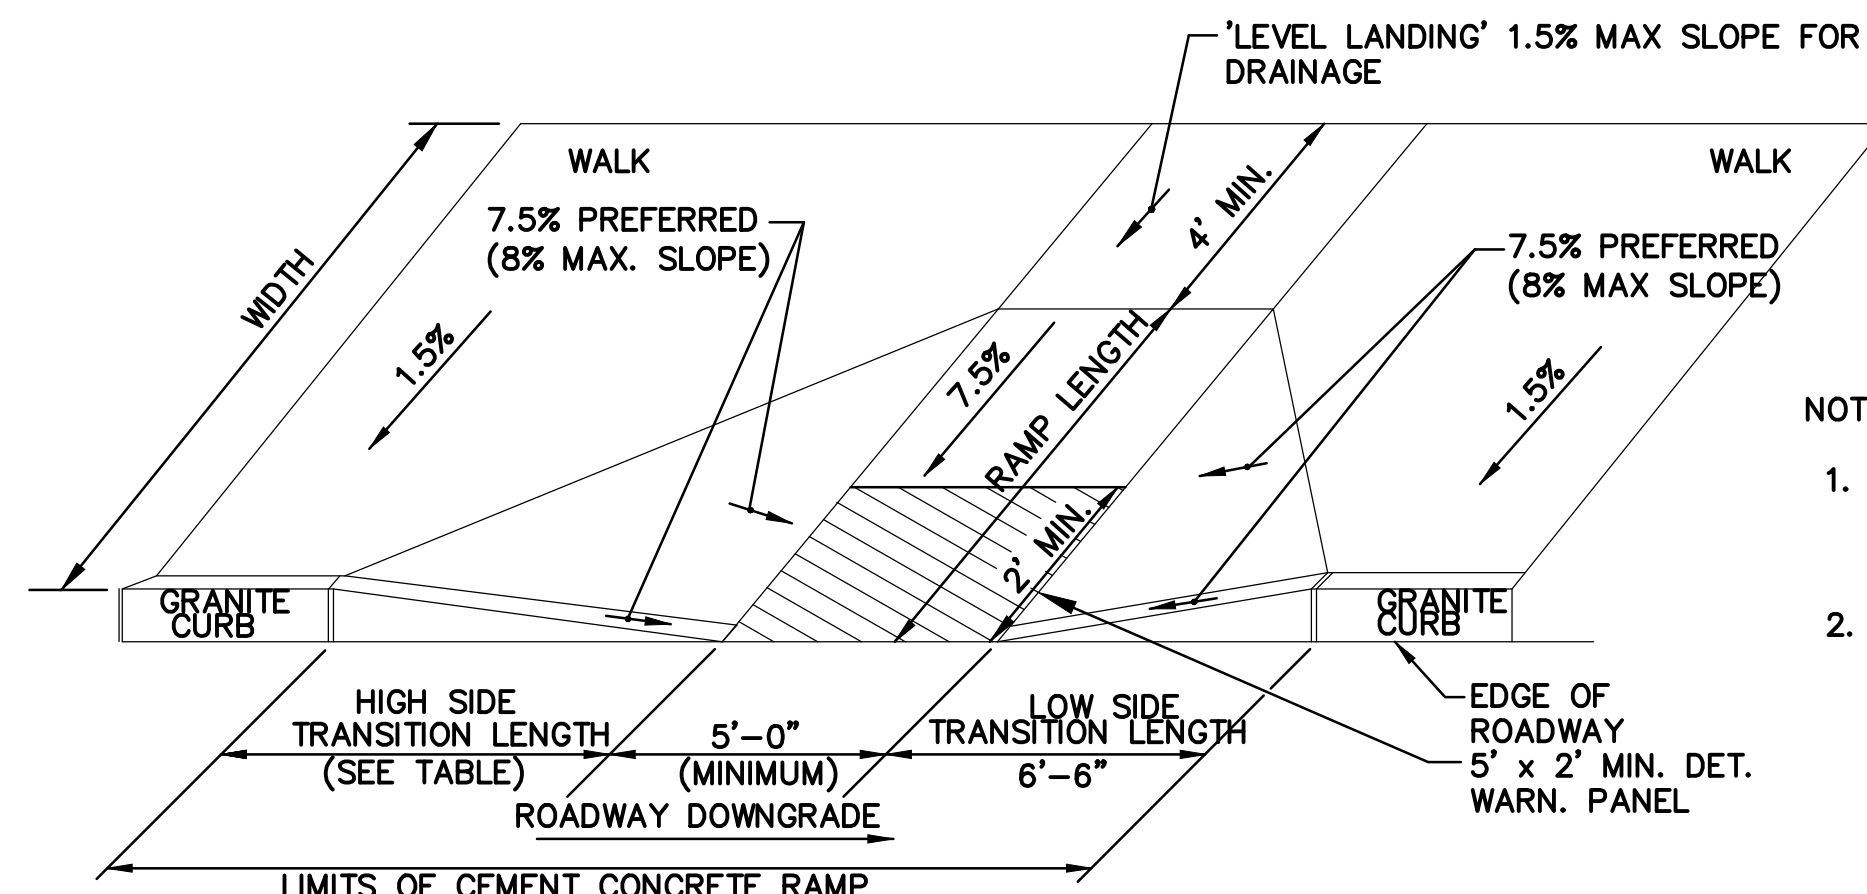 'LEVEL LANDING' 1.5% MAX SLOPE FOR
DRAINAGE
WALK
WALK
4' MIN.
7.5% PREFERRED
(8% MAX. SLOPE)
7.5% PREFERRED
(8% MAX SLOPE)
WIDTH
1.5%
7.5%
RAMP LENGTH
1.5%
NOT
1.
2' MIN.
GRANITE
CURB
GRANITE
CURB
2.
HIGH SIDE
TRANSITION LENGTH
(SEE TABLE)
5'-0"
(MINIMUM)
LOW SIDE
TRANSITION LENGTH
6'-6"
EDGE OF
ROADWAY
5' x 2' MIN. DET.
WARN. PANEL
ROADWAY DOWNGRADE
LIMITS OF CEMENT CONCRETE RAMP